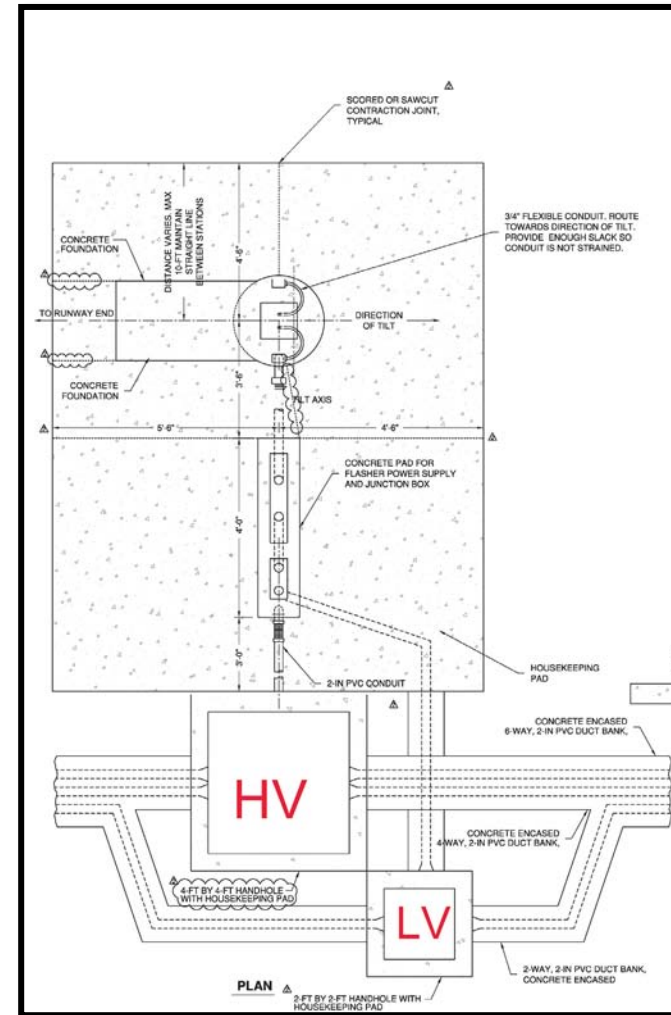 SCORED OR SAWCUT
CONTRACTION JOINT,
TYPICAL
DISTANCE VARIES. MAX
10-FT MAINTAIN
STRAIGHT LINE
BETWEEN STATIONS
4'-6"
3/4" FLEXIBLE CONDUIT. ROUTE
TOWARDS DIRECTION OF TILT.
PROVIDE ENOUGH SLACK SO
CONDUIT IS NOT STRAINED.
CONCRETE
FOUNDATION
TO RUNWAY END
DIRECTION
OF TILT
CONCRETE
FOUNDATION
3'-6"
TILT AXIS
5'-6"
4'-6"
CONCRETE PAD FOR
FLASHER POWER SUPPLY
AND JUNCTION BOX
4'-0"
3'-0"
2-IN PVC CONDUIT
HOUSEKEEPING
PAD
CONCRETE ENCASED
6-WAY, 2-IN PVC DUCT BANK,
HV
CONCRETE ENCASED
4-WAY, 2-IN PVC DUCT BANK,
4-FT BY 4-FT HANDHOLE
WITH HOUSEKEEPING PAD
LV
2-WAY, 2-IN PVC DUCT BANK,
CONCRETE ENCASED
PLAN
2-FT BY 2-FT HANDHOLE WITH
HOUSEKEEPING PAD